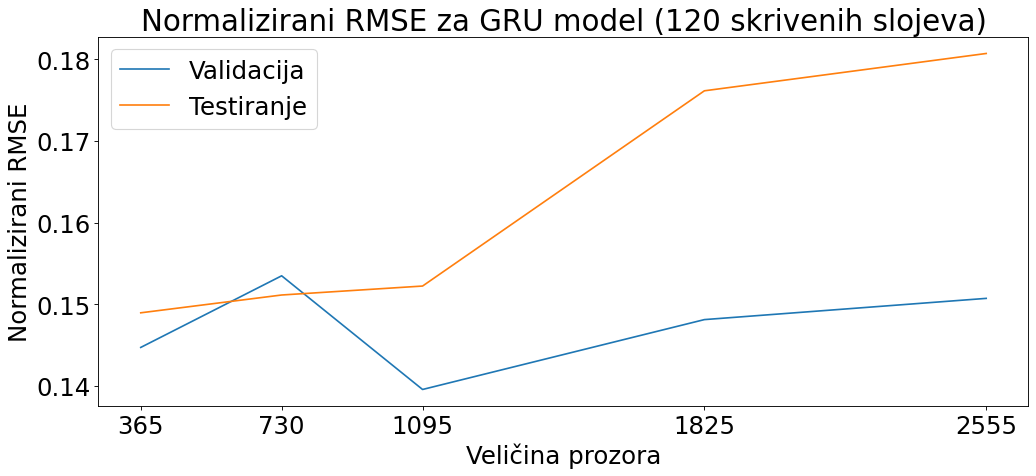 Normalizirani RMSE za GRU model (120 skrivenih slojeva)
Validacija
Testiranje
Normalizirani RMSE
0.18
0.17
0.16
0.15
0.14
365 730 1095 1825 2555
Veličina prozora